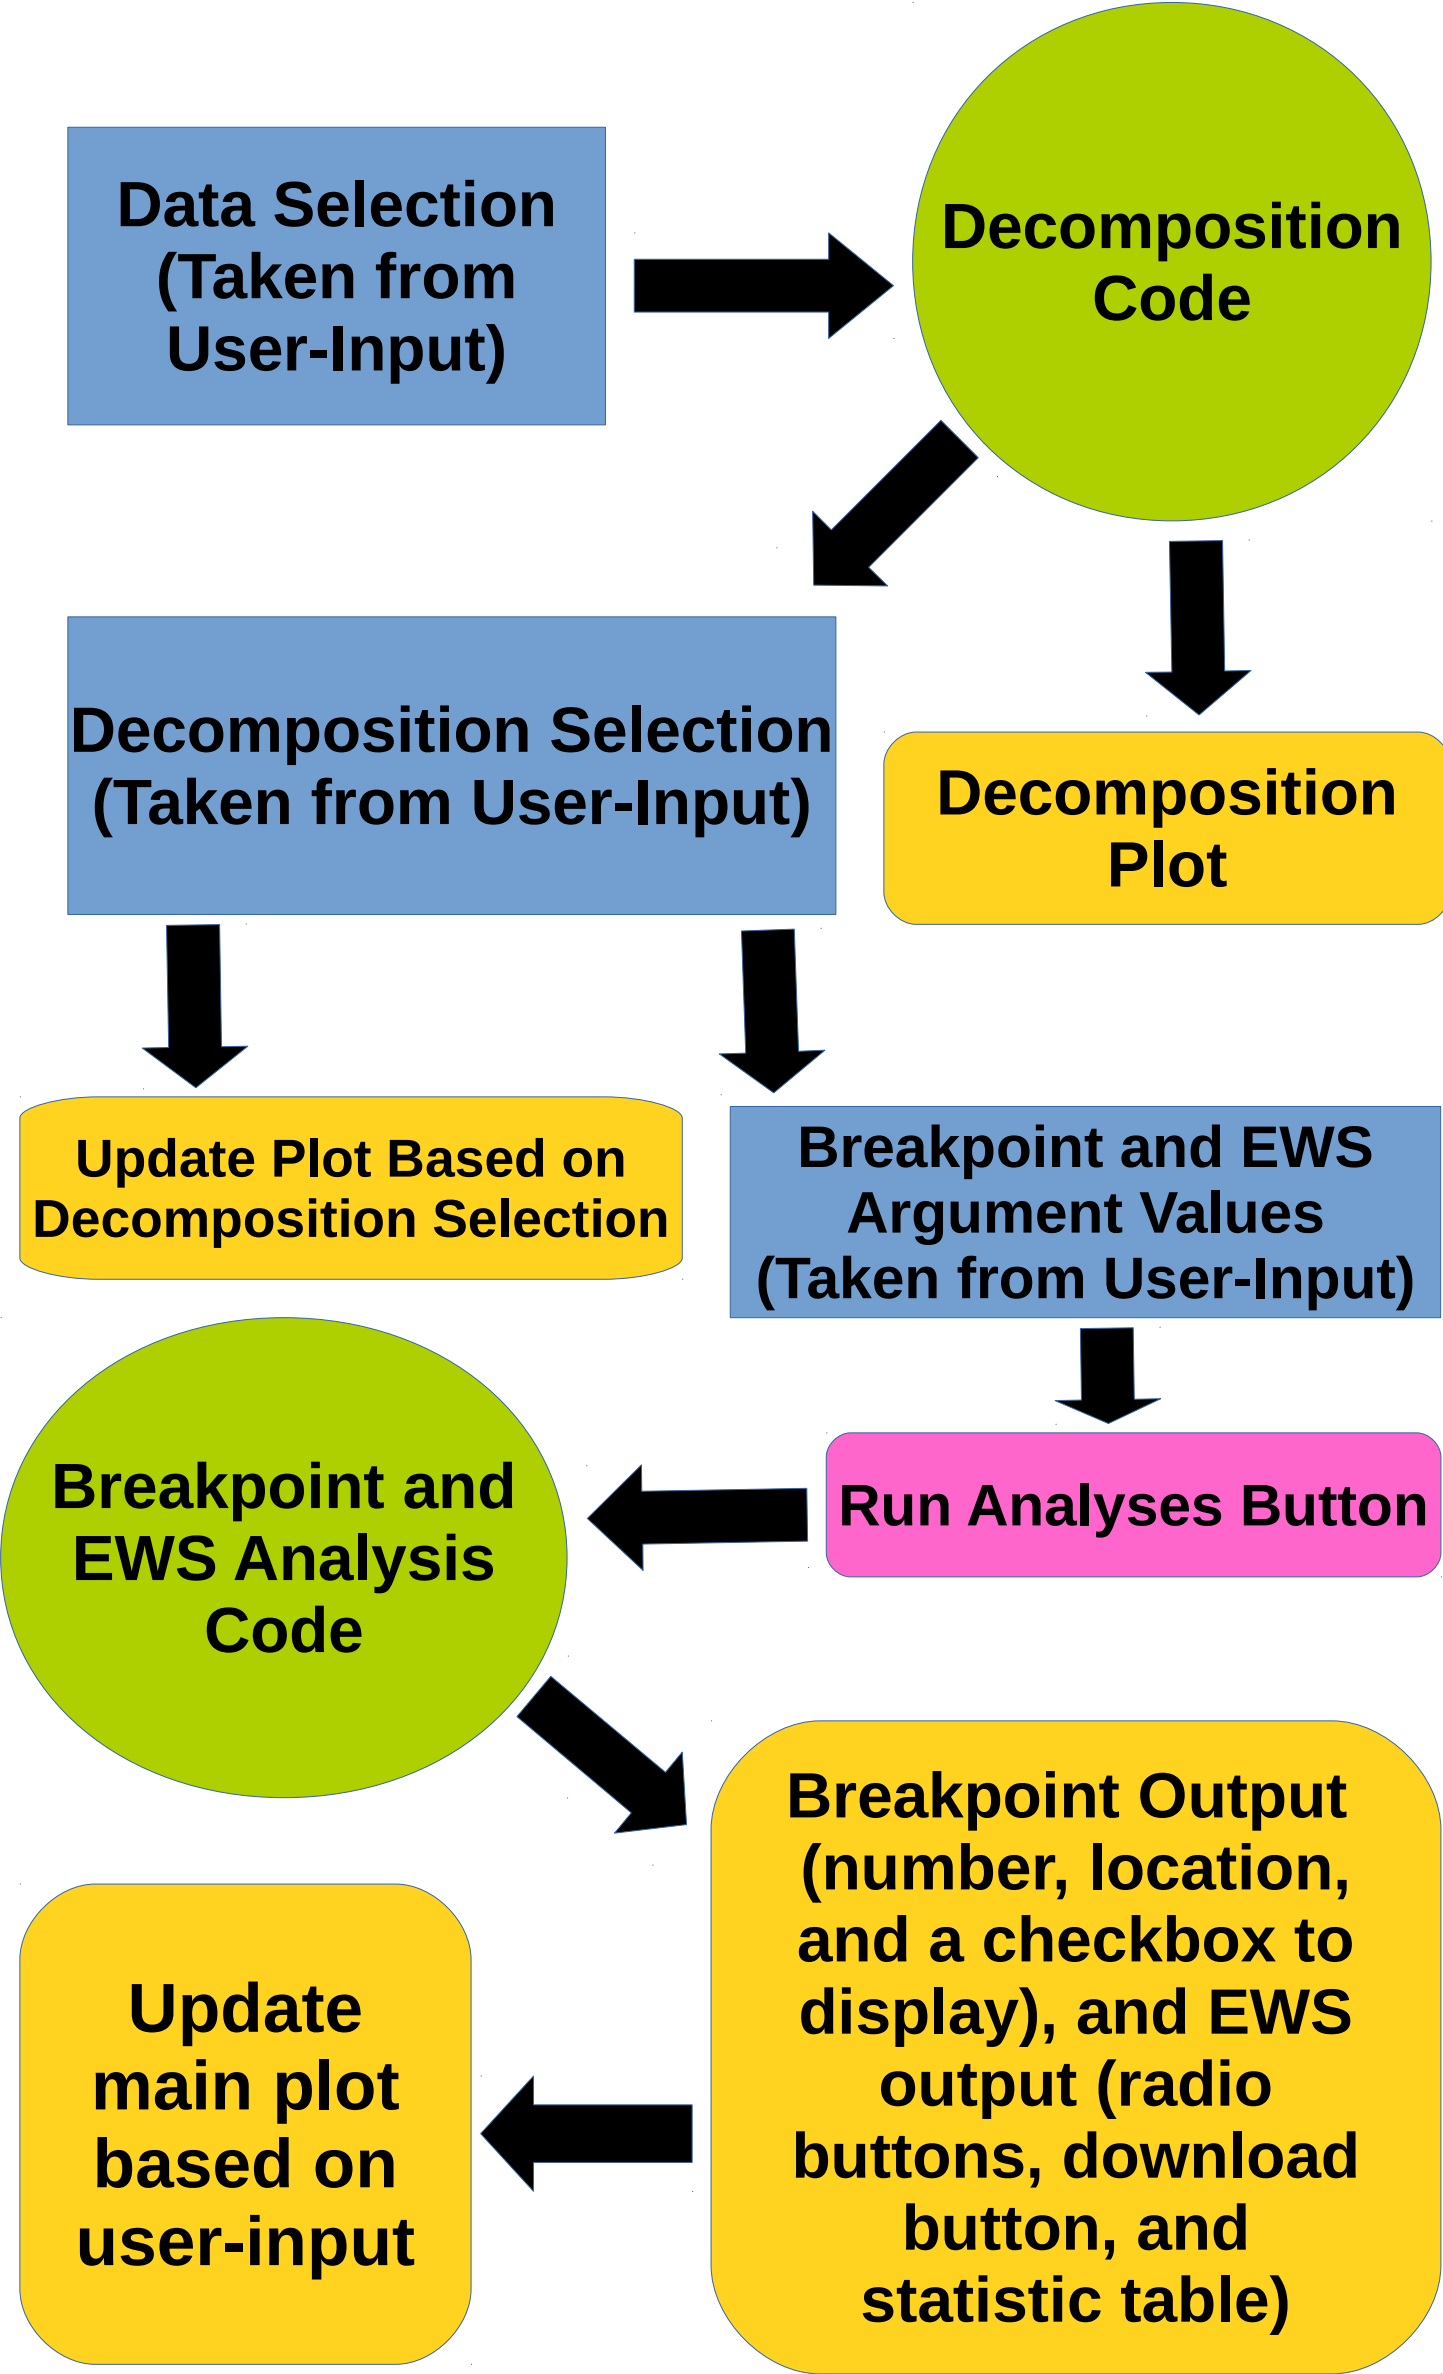 Data Selection
(Taken from
User-Input)
Decomposition
Code
Decomposition Selection
(Taken from User-Input)
Decomposition
Plot
Update Plot Based on
Decomposition Selection
Breakpoint and EWS
Argument Values
(Taken from User-Input)
Run Analyses Button
Breakpoint and
EWS Analysis
Code
Breakpoint Output
(number, location,
and a checkbox to
display), and EWS
output (radio
buttons, download
button, and
statistic table)
Update
main plot
based on
user-input